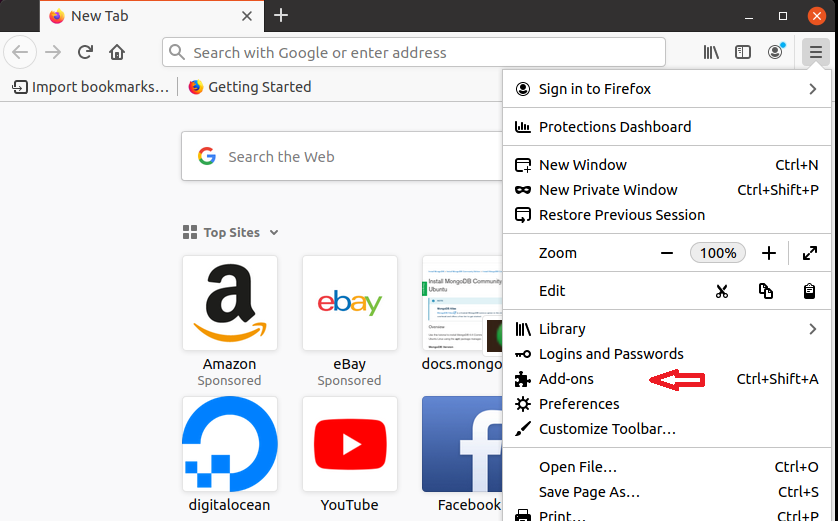 New Tab
Search with Google or enter address
Import bookmarks…
Getting Started
Sign in to Firefox
Protections Dashboard
New Window Ctrl+N
New Private Window Ctrl+Shift+P
Restore Previous Session
Zoom 100%
Edit
Library
Logins and Passwords
Add-ons Ctrl+Shift+A
Preferences
Customize Toolbar…
Open File… Ctrl+O
Save Page As… Ctrl+S
Print… Ctrl+P
Search the Web
Top Sites
a
ebay
Install MongoDB Community
Ubuntu
Overview
Amazon
Sponsored
eBay
Sponsored
docs.mongo
f
digitalocean
YouTube
Facebook